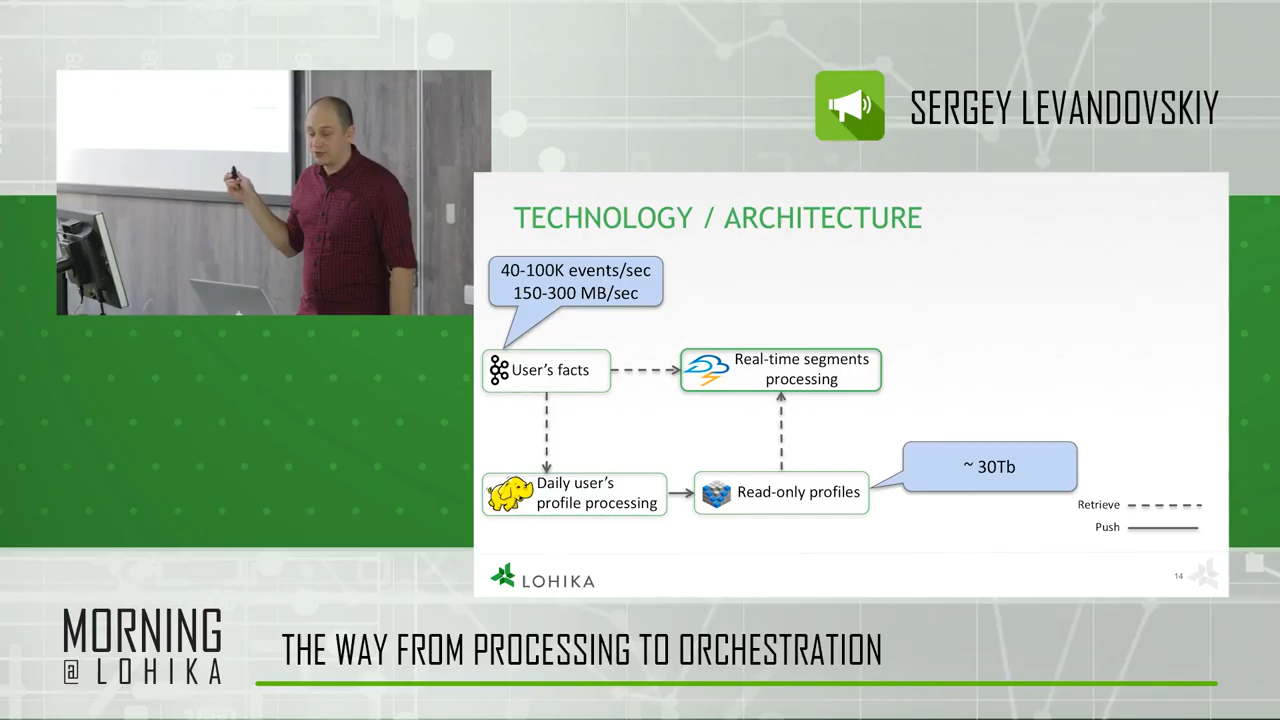 SERGEY LEVANDOVSKIY
TECHNOLOGY / ARCHITECTURE
40-100K events/sec
150-300 MB/sec
User's facts
Real-time segments
processing
Daily user's
profile processing
Read-only profiles
~ 30Tb
Retrieve
Push
LOHIKA
14
MORNING
@ LOHIKA
THE WAY FROM PROCESSING TO ORCHESTRATION